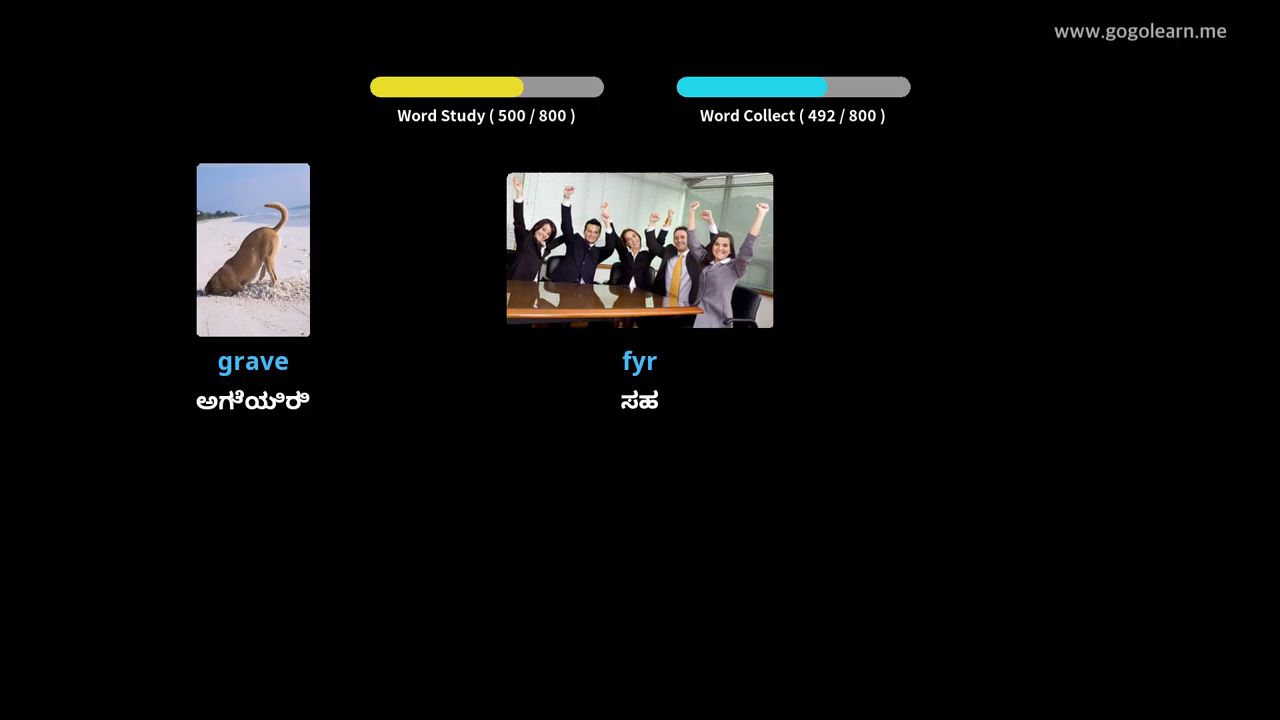 www.gogolearn.me
Word Study ( 500 / 800 )
Word Collect ( 492 / 800 )
grave
ಅಗೆಯಿರಿ
fyr
ಸಹ